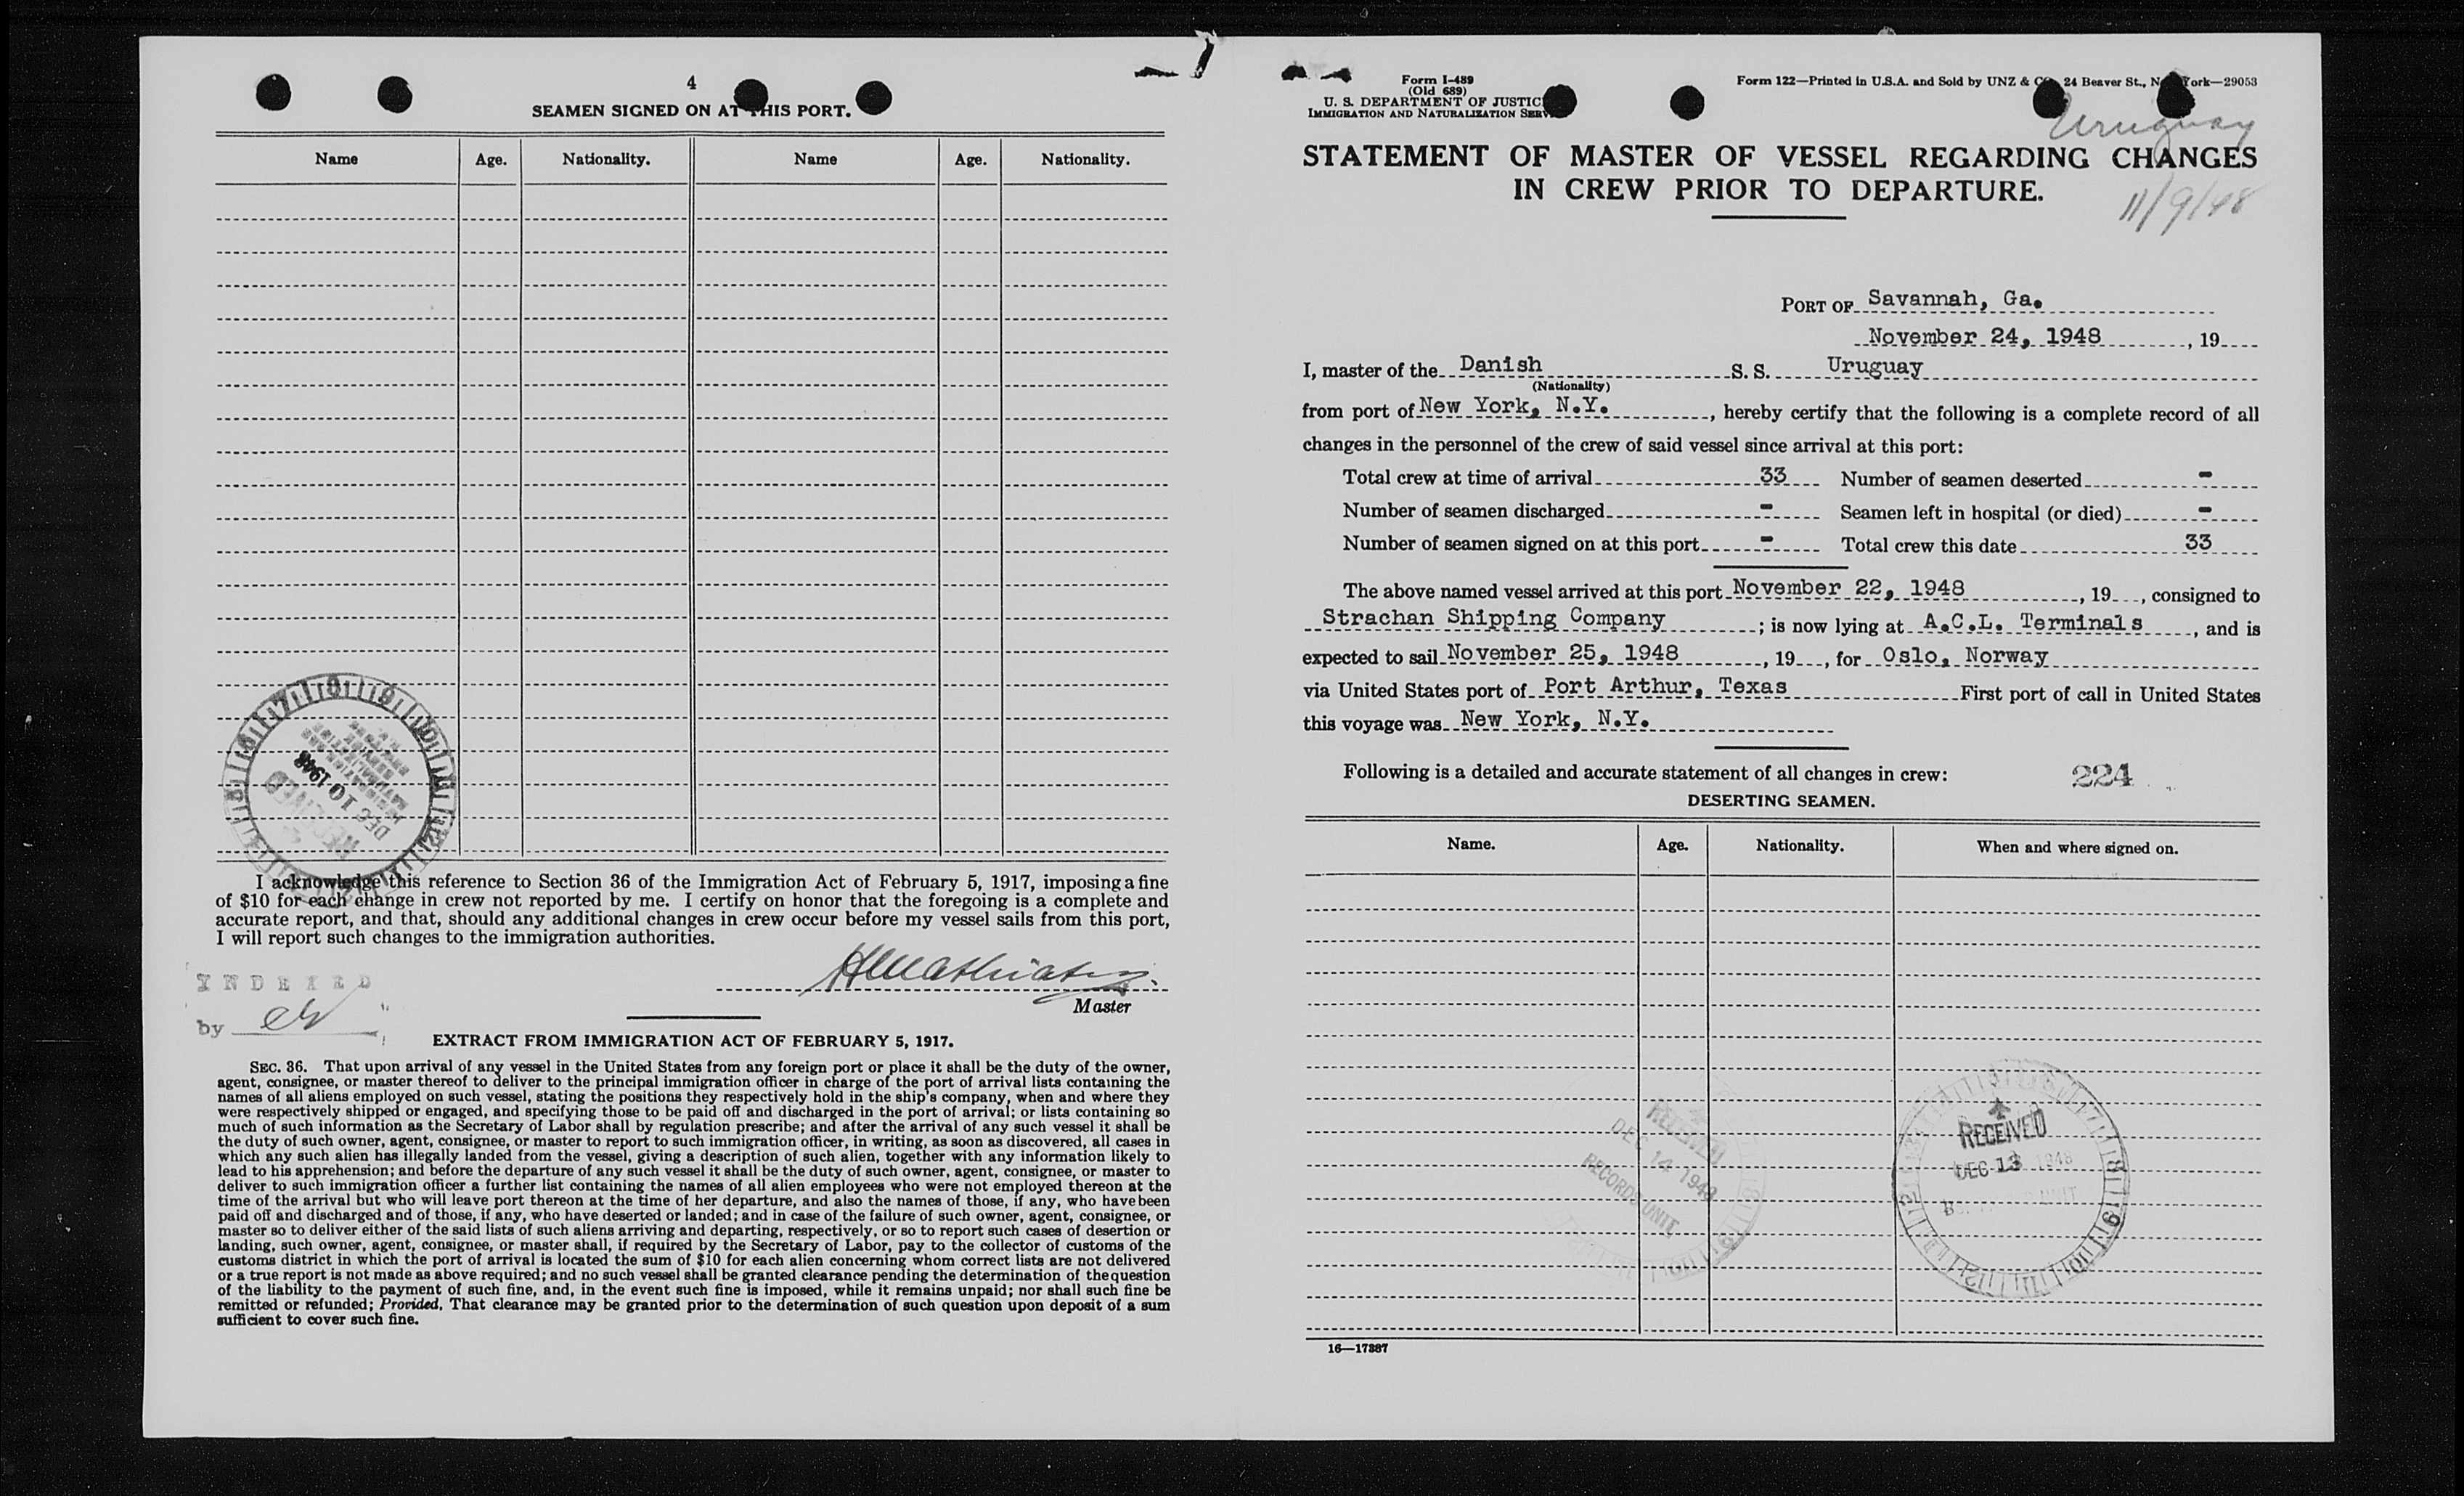 4
SEAMEN SIGNED ON AT THIS PORT.
Name Age. Nationality. Name Age. Nationality.
RECEIVED
DEC 10 1948
I acknowledge this reference to Section 36 of the Immigration Act of February 5, 1917, imposing a fine
of $10 for each change in crew not reported by me. I certify on honor that the foregoing is a complete and
accurate report, and that, should any additional changes in crew occur before my vessel sails from this port,
I will report such changes to the immigration authorities.
Master
INDEXED
by
EXTRACT FROM IMMIGRATION ACT OF FEBRUARY 5, 1917.
SEC. 36. That upon arrival of any vessel in the United States from any foreign port or place it shall be the duty of the owner,
agent, consignee, or master thereof to deliver to the principal immigration officer in charge of the port of arrival lists containing the
names of all aliens employed on such vessel, stating the positions they respectively hold in the ship's company, when and where they
were respectively shipped or engaged, and specifying those to be paid off and discharged in the port of arrival; or lists containing so
much of such information as the Secretary of Labor shall by regulation prescribe; and after the arrival of any such vessel it shall be
the duty of such owner, agent, consignee, or master to report to such immigration officer, in writing, as soon as discovered, all cases in
which any such alien has illegally landed from the vessel, giving a description of such alien, together with any information likely to
lead to his apprehension; and before the departure of any such vessel it shall be the duty of such owner, agent, consignee, or master to
deliver to such immigration officer a further list containing the names of all alien employees who were not employed thereon at the
time of the arrival but who will leave port thereon at the time of her departure, and also the names of those, if any, who have been
paid off and discharged and of those, if any, who have deserted or landed; and in case of the failure of such owner, agent, consignee, or
master so to deliver either of the said lists of such aliens arriving and departing, respectively, or so to report such cases of desertion or
landing, such owner, agent, consignee, or master shall, if required by the Secretary of Labor, pay to the collector of customs of the
customs district in which the port of arrival is located the sum of $10 for each alien concerning whom correct lists are not delivered
or a true report is not made as above required; and no such vessel shall be granted clearance pending the determination of the question
of the liability to the payment of such fine, and, in the event such fine is imposed, while it remains unpaid; nor shall such fine be
remitted or refunded; Provided, That clearance may be granted prior to the determination of such question upon deposit of a sum
sufficient to cover such fine.
Form I-489
(Old 689)
U. S. DEPARTMENT OF JUSTICE
IMMIGRATION AND NATURALIZATION SERV
Form 122—Printed in U.S.A. and Sold by UNZ & CO., 24 Beaver St., New York—29053
Uruguay
STATEMENT OF MASTER OF VESSEL REGARDING CHANGES
IN CREW PRIOR TO DEPARTURE.
11/9/48
PORT OF Savannah, Ga.
November 24, 1948, 19
I, master of the Danish S. S. Uruguay
(Nationality)
from port of New York, N.Y., hereby certify that the following is a complete record of all
changes in the personnel of the crew of said vessel since arrival at this port:
Total crew at time of arrival 33 Number of seamen deserted -
Number of seamen discharged - Seamen left in hospital (or died) -
Number of seamen signed on at this port - Total crew this date 33
The above named vessel arrived at this port November 22, 1948, 19, consigned to
Strachan Shipping Company; is now lying at A.C.L. Terminals, and is
expected to sail November 25, 1948, 19, for Oslo, Norway
via United States port of Port Arthur, Texas First port of call in United States
this voyage was New York, N.Y.
Following is a detailed and accurate statement of all changes in crew: 224
DESERTING SEAMEN.
Name. Age. Nationality. When and where signed on.
RECEIVED
DEC 14 1948
RECORDS UNIT
RECEIVED
DEC 13 1948
UNIT
16—17387